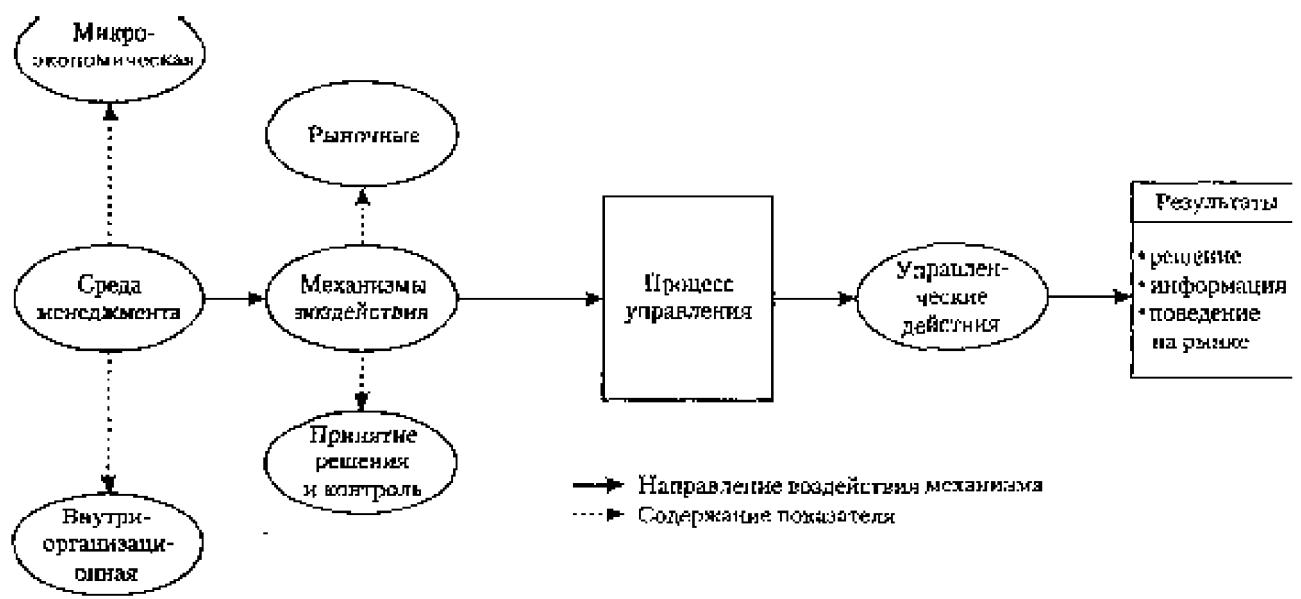 Микро-
экономическая
Рыночные
Среда
менеджмента
Механизмы
воздействия
Процесс
управления
Управлен-
ческие
действия
Результаты
• решение
• информация
• поведение
на рынке
Принятие
решения
и контроль
Внутри-
организаци-
онная
Направление воздействия механизма
Содержание показателя